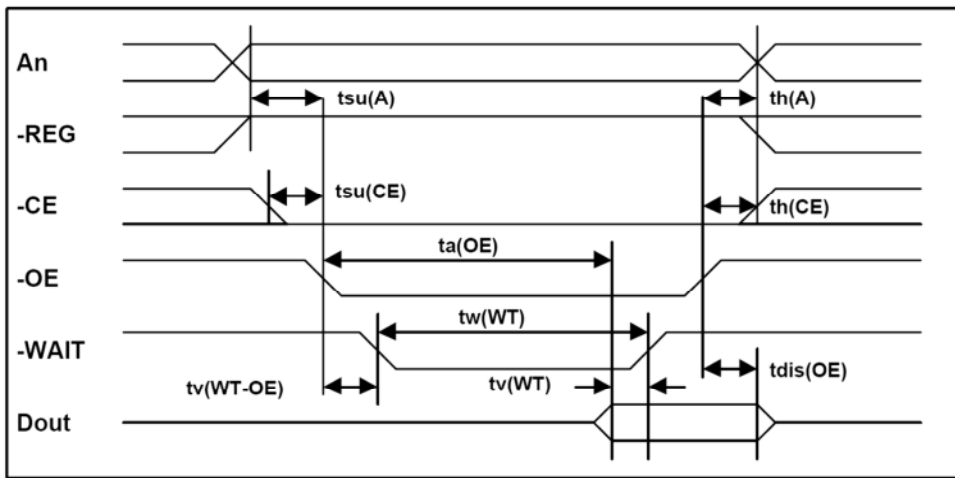 An
tsu(A)
th(A)
-REG
tsu(CE)
-CE
th(CE)
ta(OE)
-OE
tw(WT)
-WAIT
tv(WT-OE)
tv(WT)
tdis(OE)
Dout